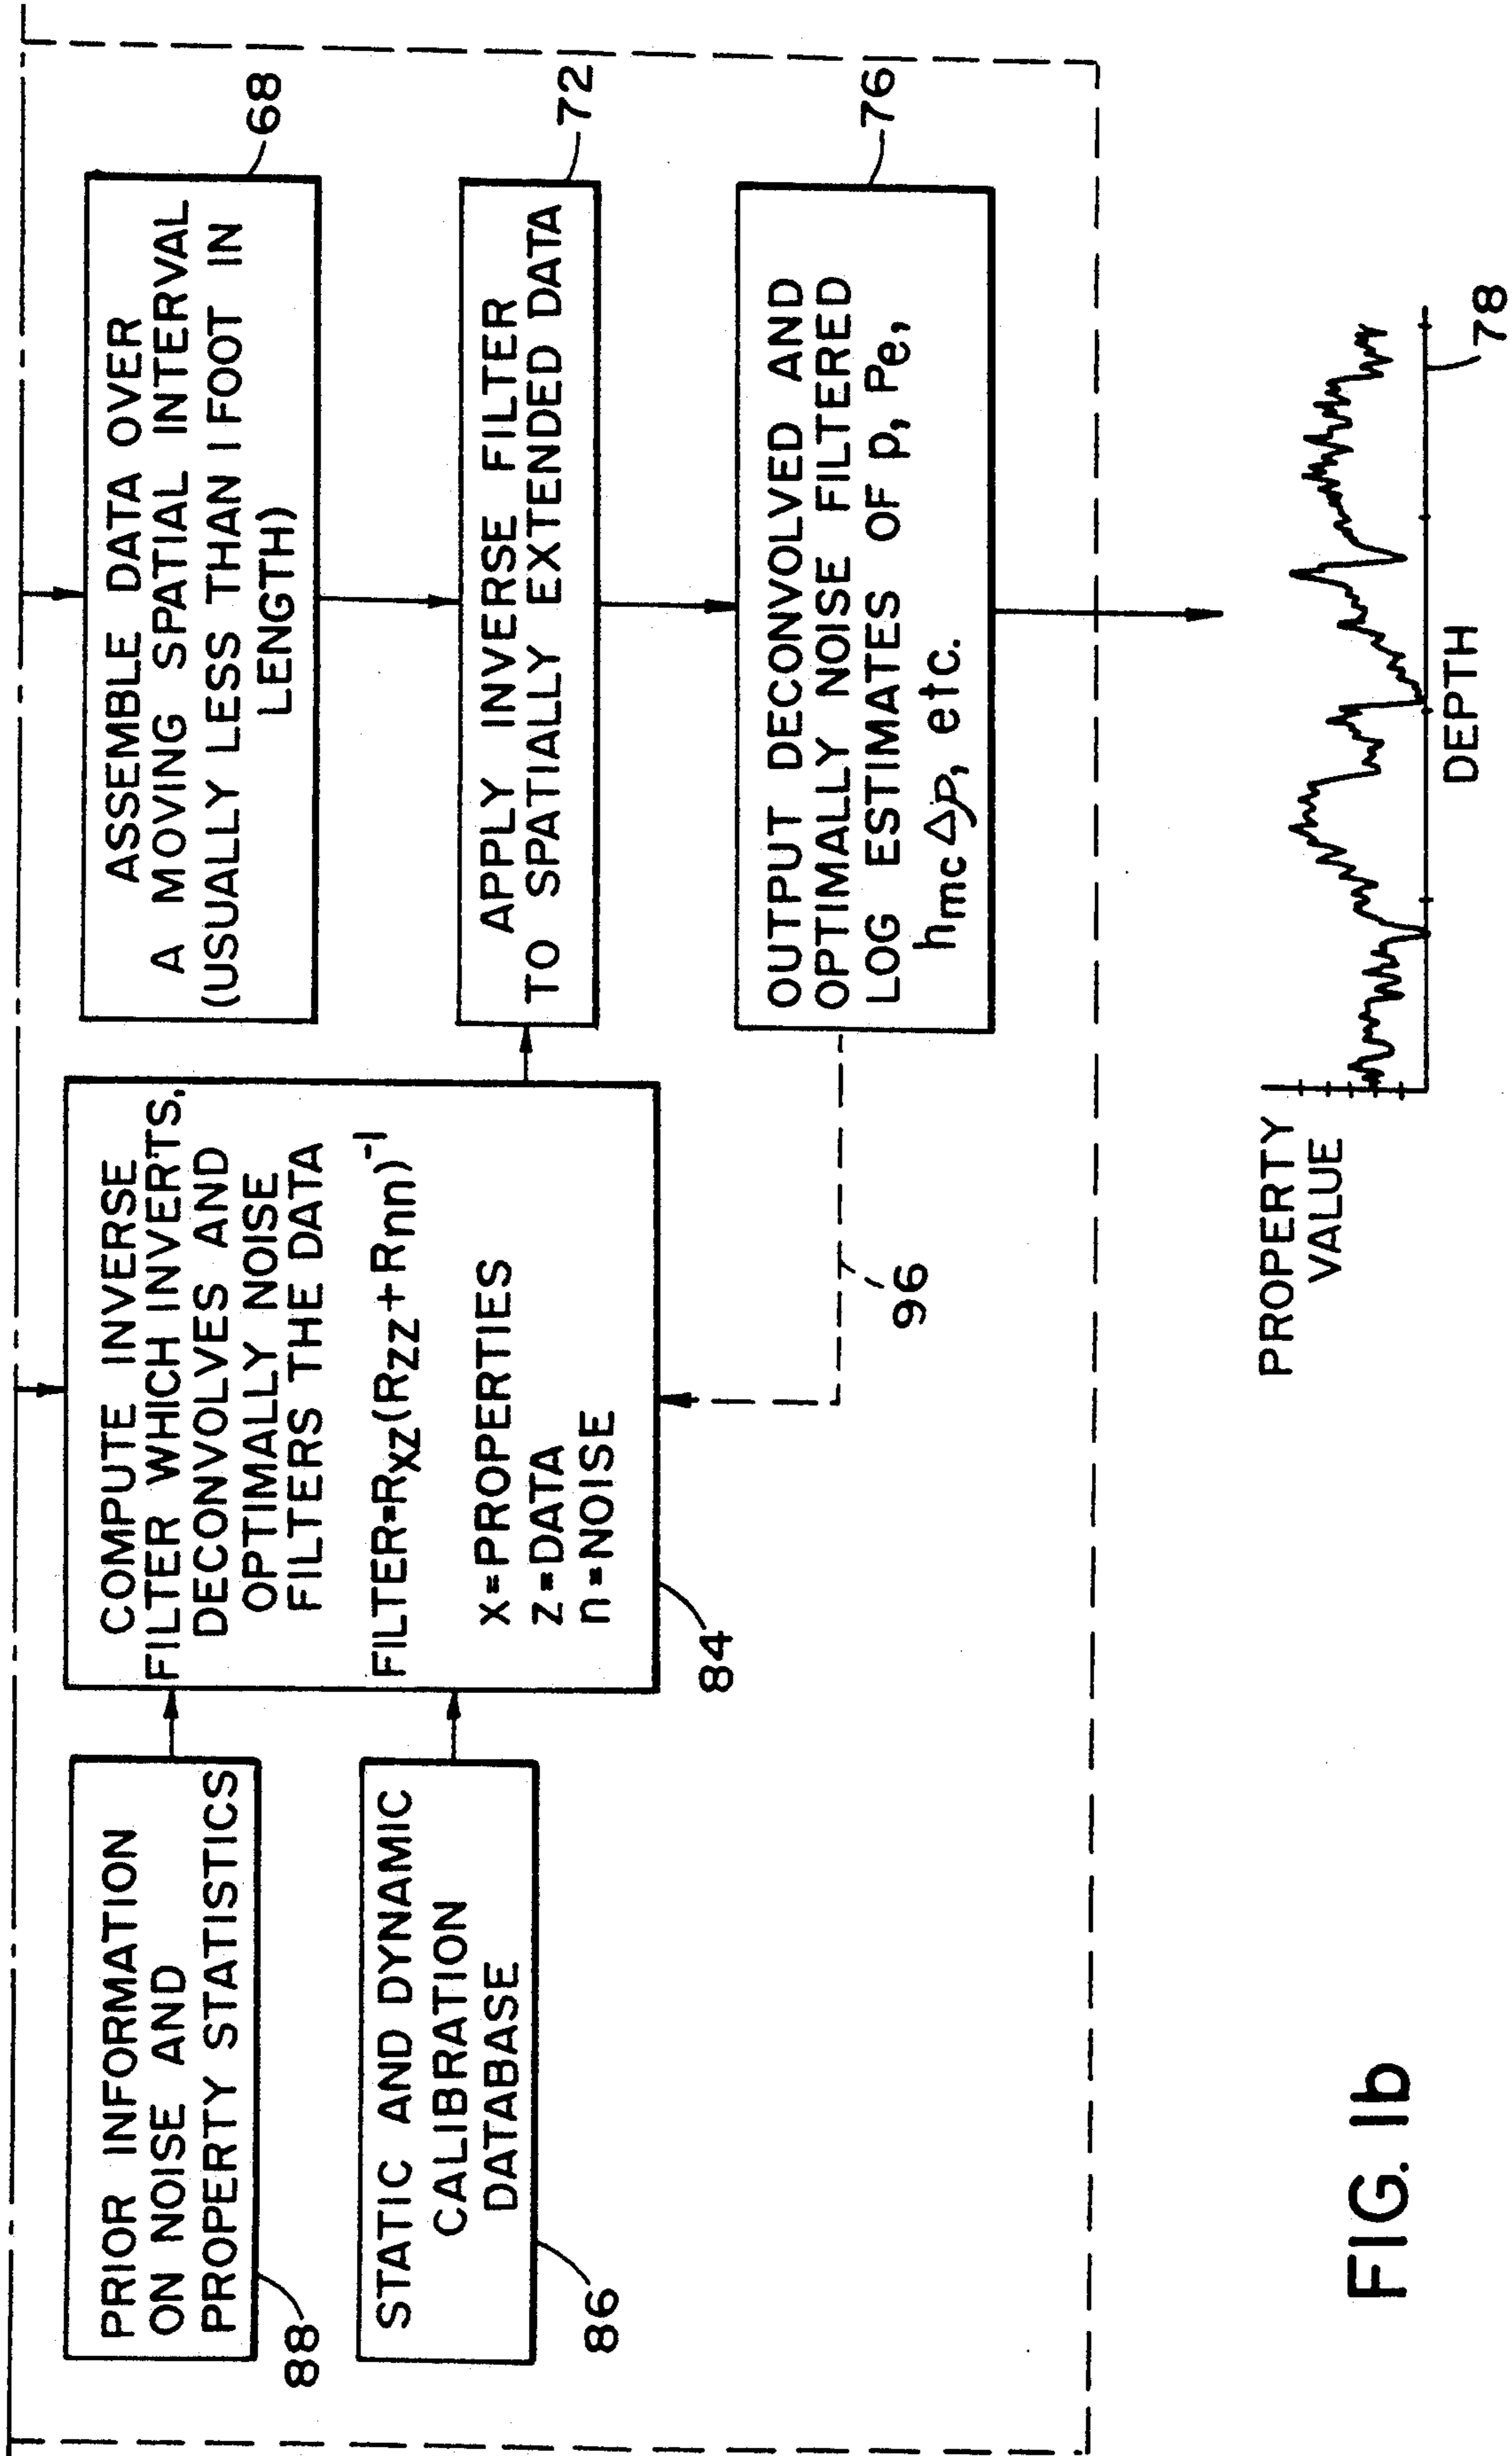 PRIOR INFORMATION
ON NOISE AND
PROPERTY STATISTICS
88
STATIC AND DYNAMIC
CALIBRATION
DATABASE
86
COMPUTE INVERSE
FILTER WHICH INVERTS,
DECONVOLVES AND
OPTIMALLY NOISE
FILTERS THE DATA
FILTER=R_xz(R_zz+R_nn)^-1
x=PROPERTIES
z=DATA
n=NOISE
84
ASSEMBLE DATA OVER
A MOVING SPATIAL INTERVAL
(USUALLY LESS THAN 1 FOOT IN
LENGTH)
68
APPLY INVERSE FILTER
TO SPATIALLY EXTENDED DATA
72
OUTPUT DECONVOLVED AND
OPTIMALLY NOISE FILTERED
LOG ESTIMATES OF p, Pe,
hmc Δp, etc.
76
96
PROPERTY
VALUE
DEPTH
78
FIG. 1b